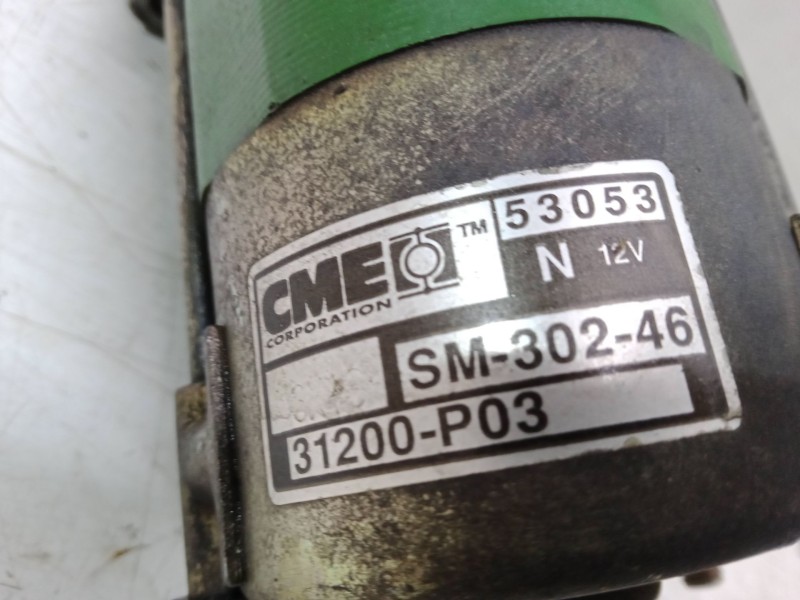 CME TM
CORPORATION
53053
N 12V
SM-302-46
31200-P03